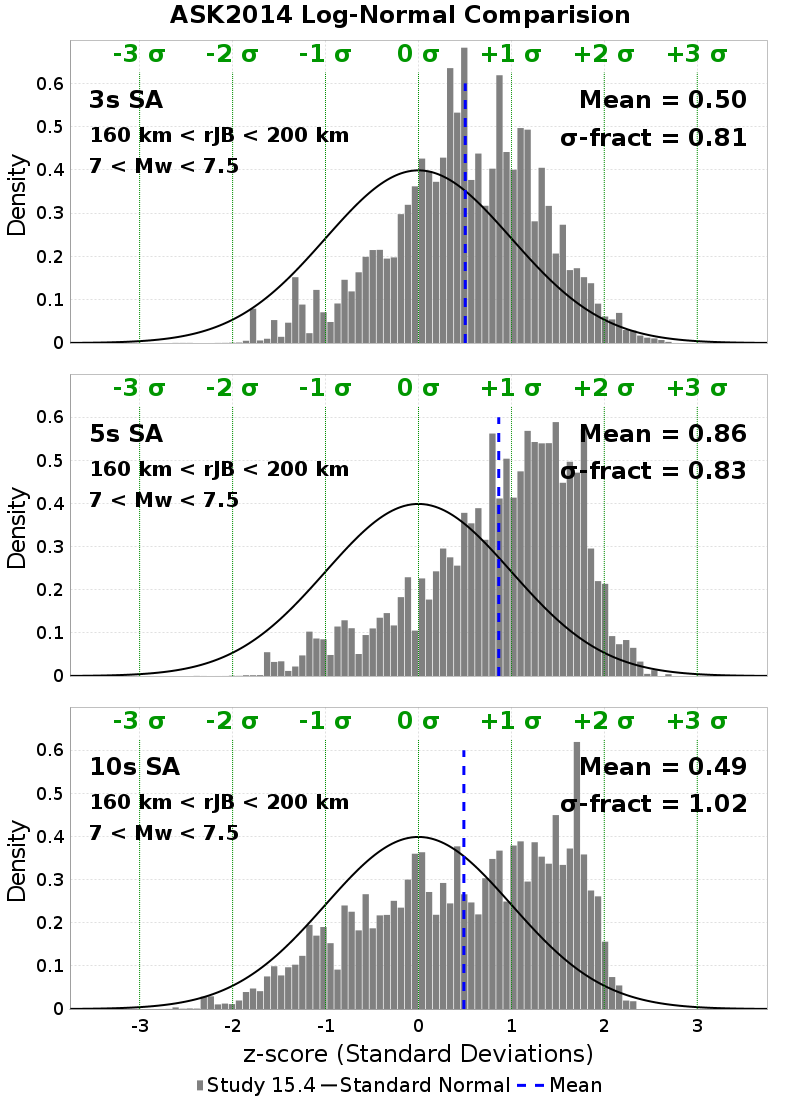 ASK2014 Log-Normal Comparision
-3 σ -2 σ -1 σ 0 σ +1 σ +2 σ +3 σ
3s SA
160 km < rJB < 200 km
7 < Mw < 7.5
Mean = 0.50
σ-fract = 0.81
Density
0.6
0.5
0.4
0.3
0.2
0.1
0
-3 σ -2 σ -1 σ 0 σ +1 σ +2 σ +3 σ
5s SA
160 km < rJB < 200 km
7 < Mw < 7.5
Mean = 0.86
σ-fract = 0.83
Density
0.6
0.5
0.4
0.3
0.2
0.1
0
-3 σ -2 σ -1 σ 0 σ +1 σ +2 σ +3 σ
10s SA
160 km < rJB < 200 km
7 < Mw < 7.5
Mean = 0.49
σ-fract = 1.02
Density
0.6
0.5
0.4
0.3
0.2
0.1
0
-3 -2 -1 0 1 2 3
z-score (Standard Deviations)
Study 15.4 Standard Normal Mean